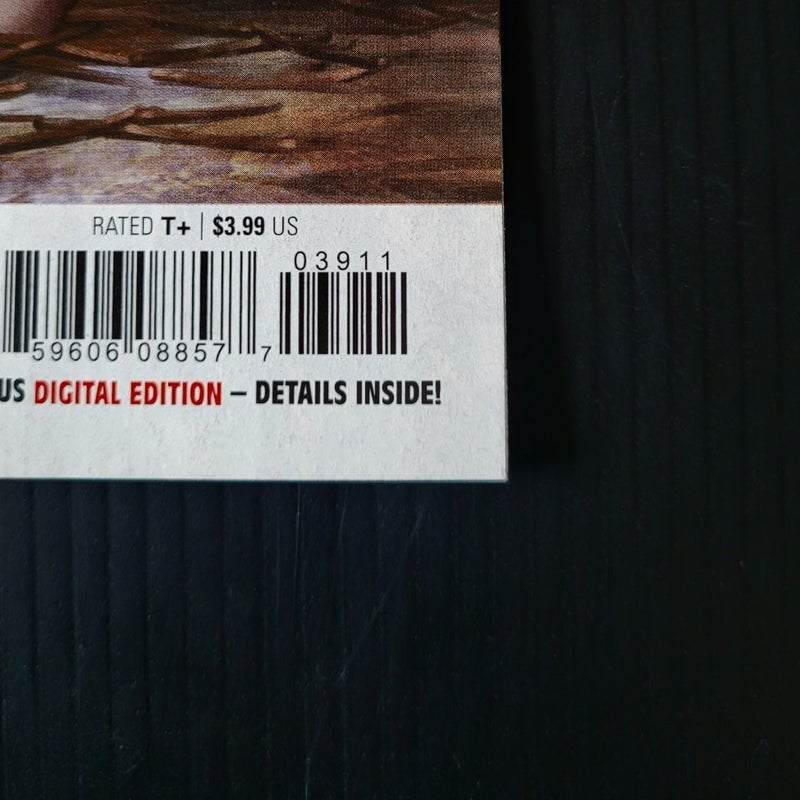 RATED T+ | $3.99 US
03911
59606 08857 7
US DIGITAL EDITION – DETAILS INSIDE!